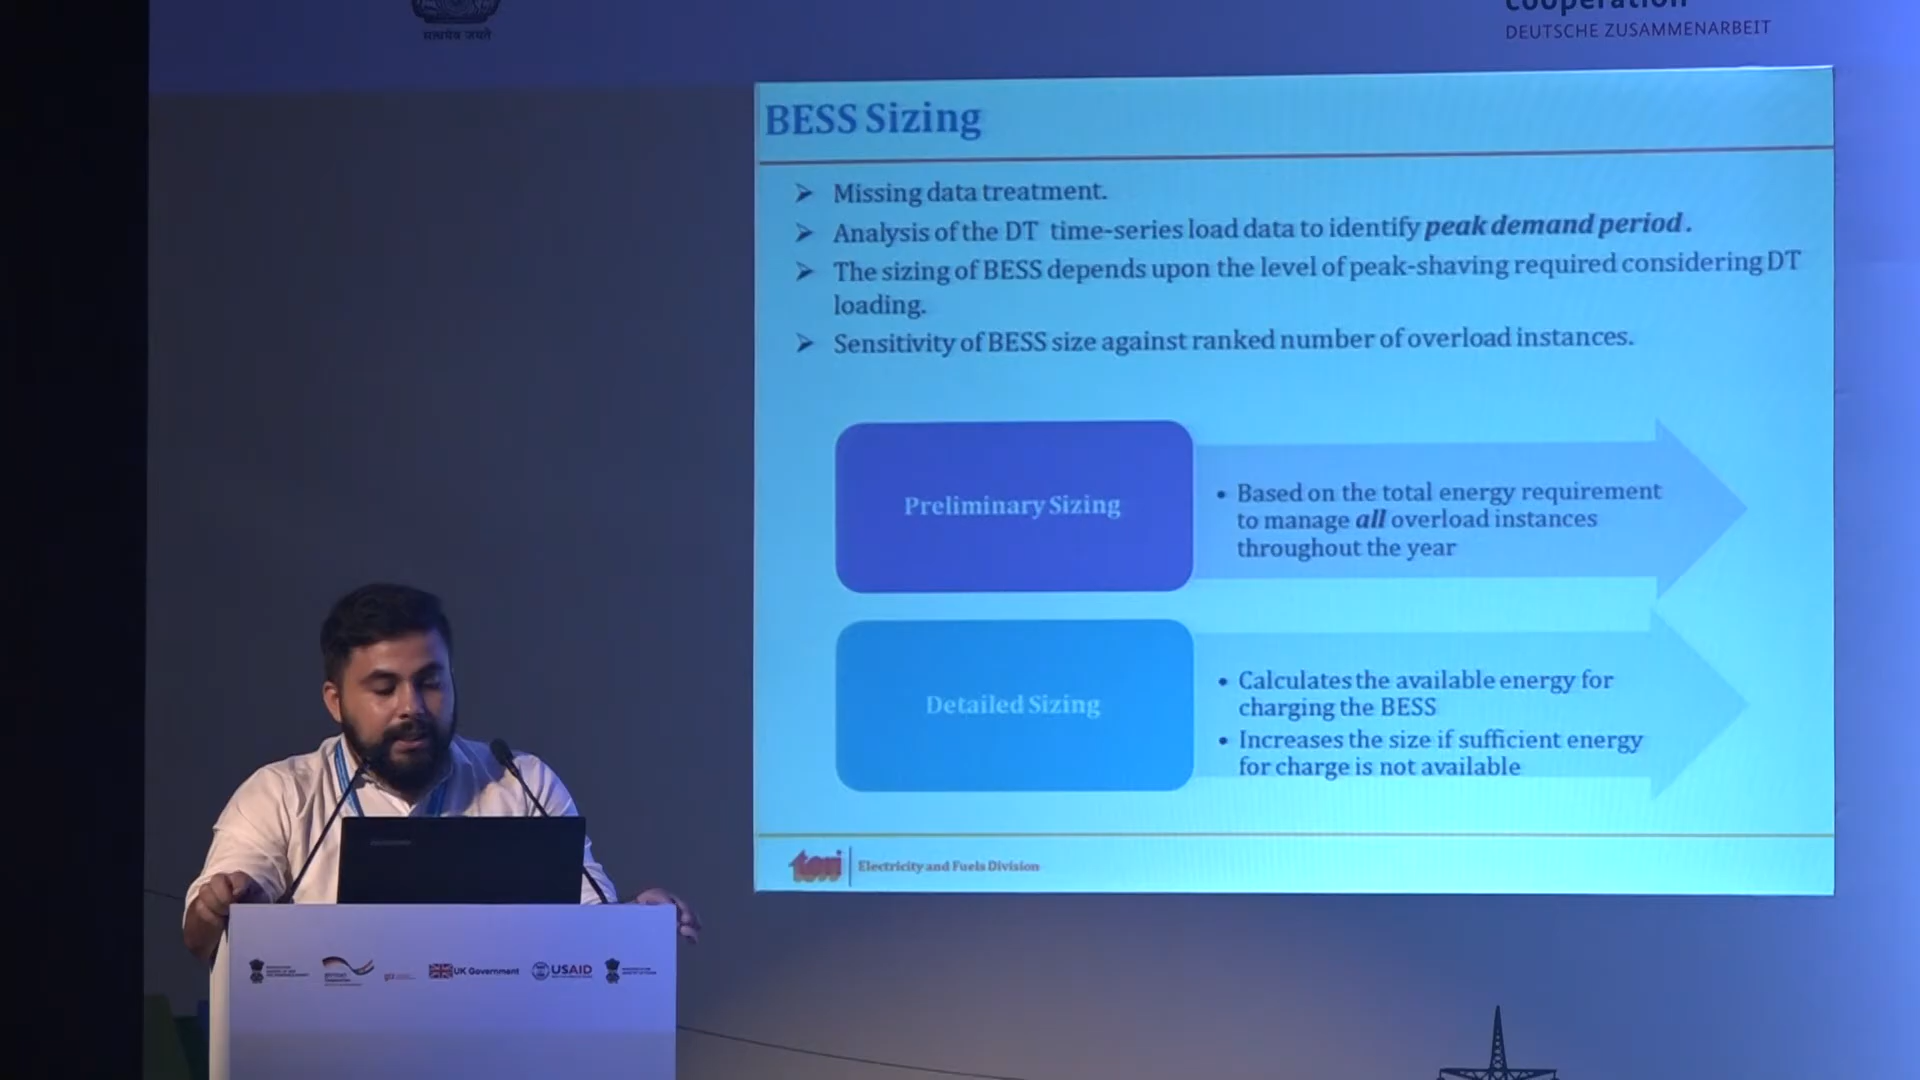 सत्यमेव जयते
cooperation
DEUTSCHE ZUSAMMENARBEIT
BESS Sizing
Missing data treatment.
Analysis of the DT time-series load data to identify peak demand period.
The sizing of BESS depends upon the level of peak-shaving required considering DT
loading.
Sensitivity of BESS size against ranked number of overload instances.
Preliminary Sizing
• Based on the total energy requirement
to manage all overload instances
throughout the year
Detailed Sizing
• Calculates the available energy for
charging the BESS
• Increases the size if sufficient energy
for charge is not available
teri
Electricity and Fuels Division
giz
UK Government
USAID